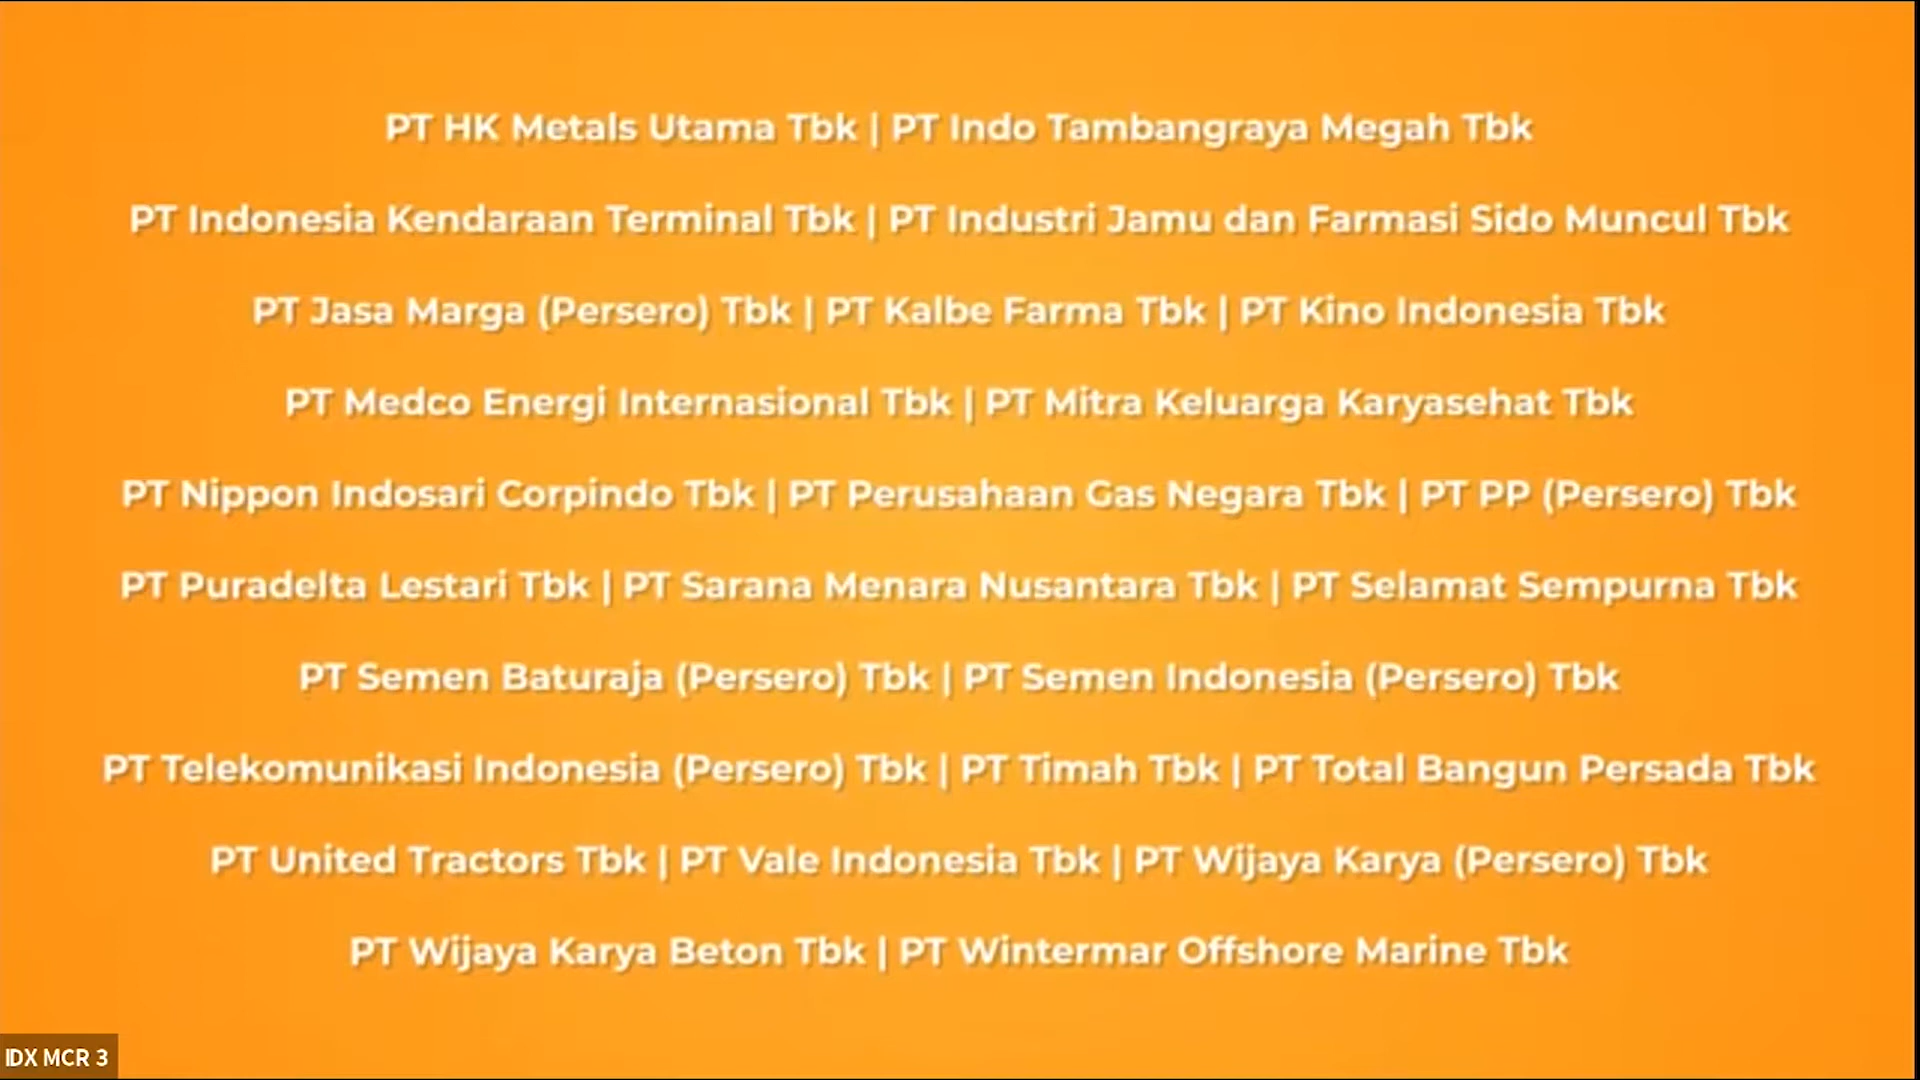 PT HK Metals Utama Tbk | PT Indo Tambangraya Megah Tbk
PT Indonesia Kendaraan Terminal Tbk | PT Industri Jamu dan Farmasi Sido Muncul Tbk
PT Jasa Marga (Persero) Tbk | PT Kalbe Farma Tbk | PT Kino Indonesia Tbk
PT Medco Energi Internasional Tbk | PT Mitra Keluarga Karyasehat Tbk
PT Nippon Indosari Corpindo Tbk | PT Perusahaan Gas Negara Tbk | PT PP (Persero) Tbk
PT Puradelta Lestari Tbk | PT Sarana Menara Nusantara Tbk | PT Selamat Sempurna Tbk
PT Semen Baturaja (Persero) Tbk | PT Semen Indonesia (Persero) Tbk
PT Telekomunikasi Indonesia (Persero) Tbk | PT Timah Tbk | PT Total Bangun Persada Tbk
PT United Tractors Tbk | PT Vale Indonesia Tbk | PT Wijaya Karya (Persero) Tbk
PT Wijaya Karya Beton Tbk | PT Wintermar Offshore Marine Tbk
IDX MCR 3